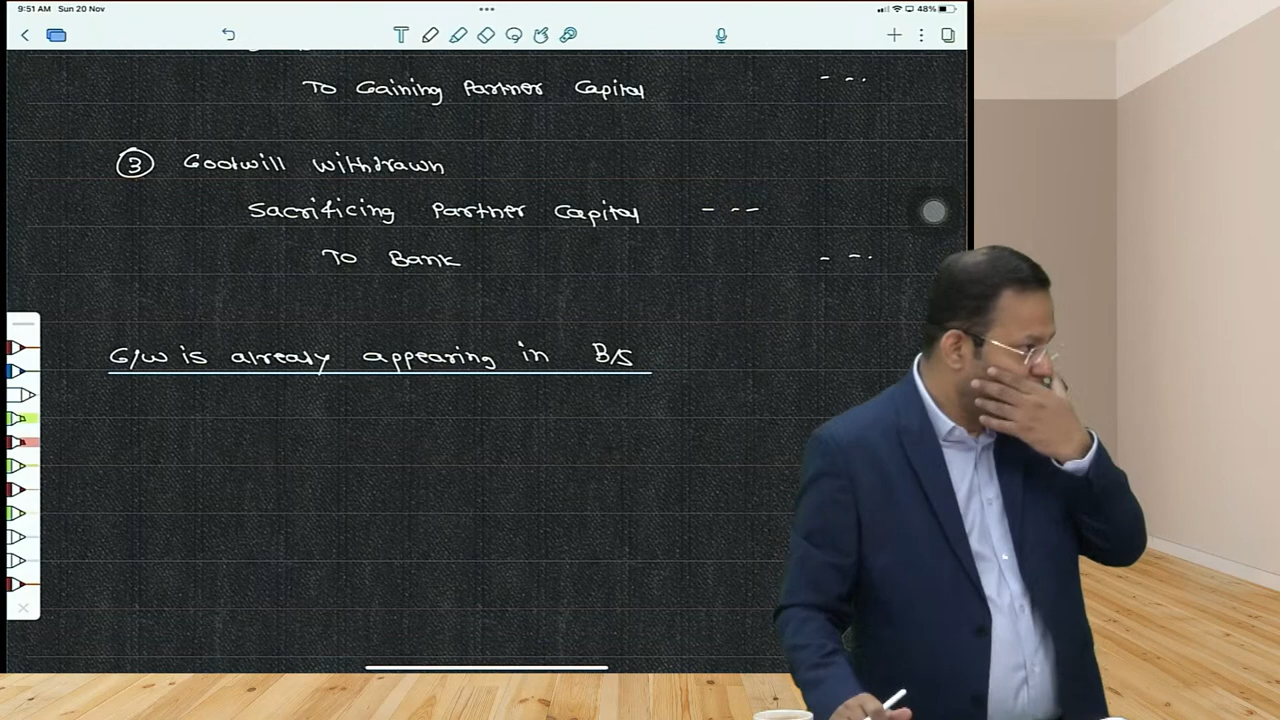 9:51 AM Sun 20 Nov
48%
To Gaining Partner Capital - - -
3 Goodwill Withdrawn
Sacrificing Partner Capital - - -
To Bank - - -
G/W is already appearing in B/S